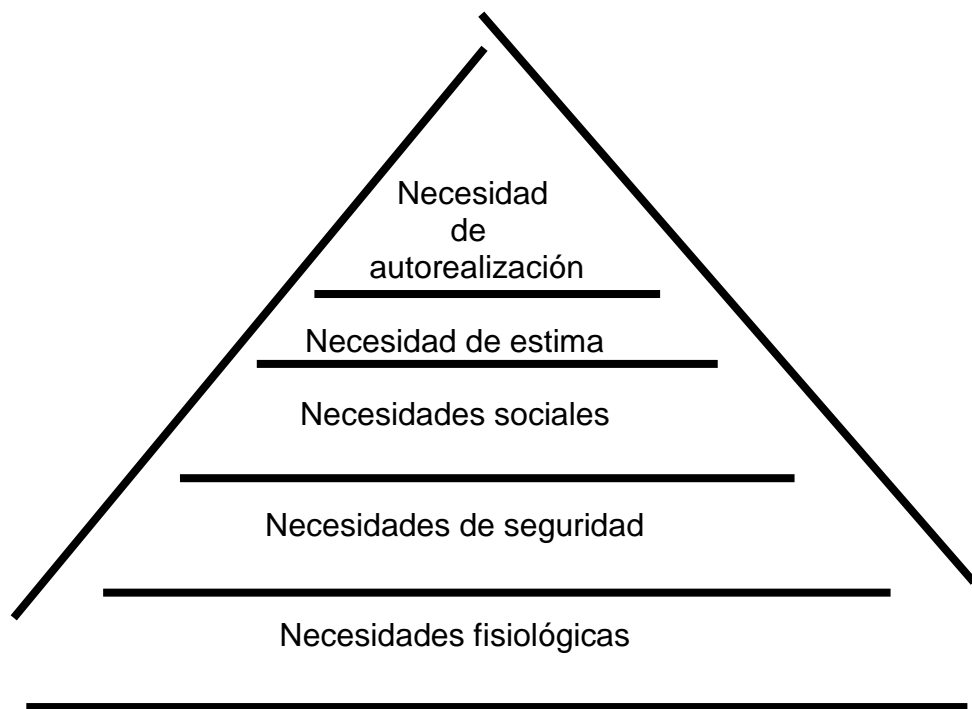 Necesidad
de
autorealización
Necesidad de estima
Necesidades sociales
Necesidades de seguridad
Necesidades fisiológicas